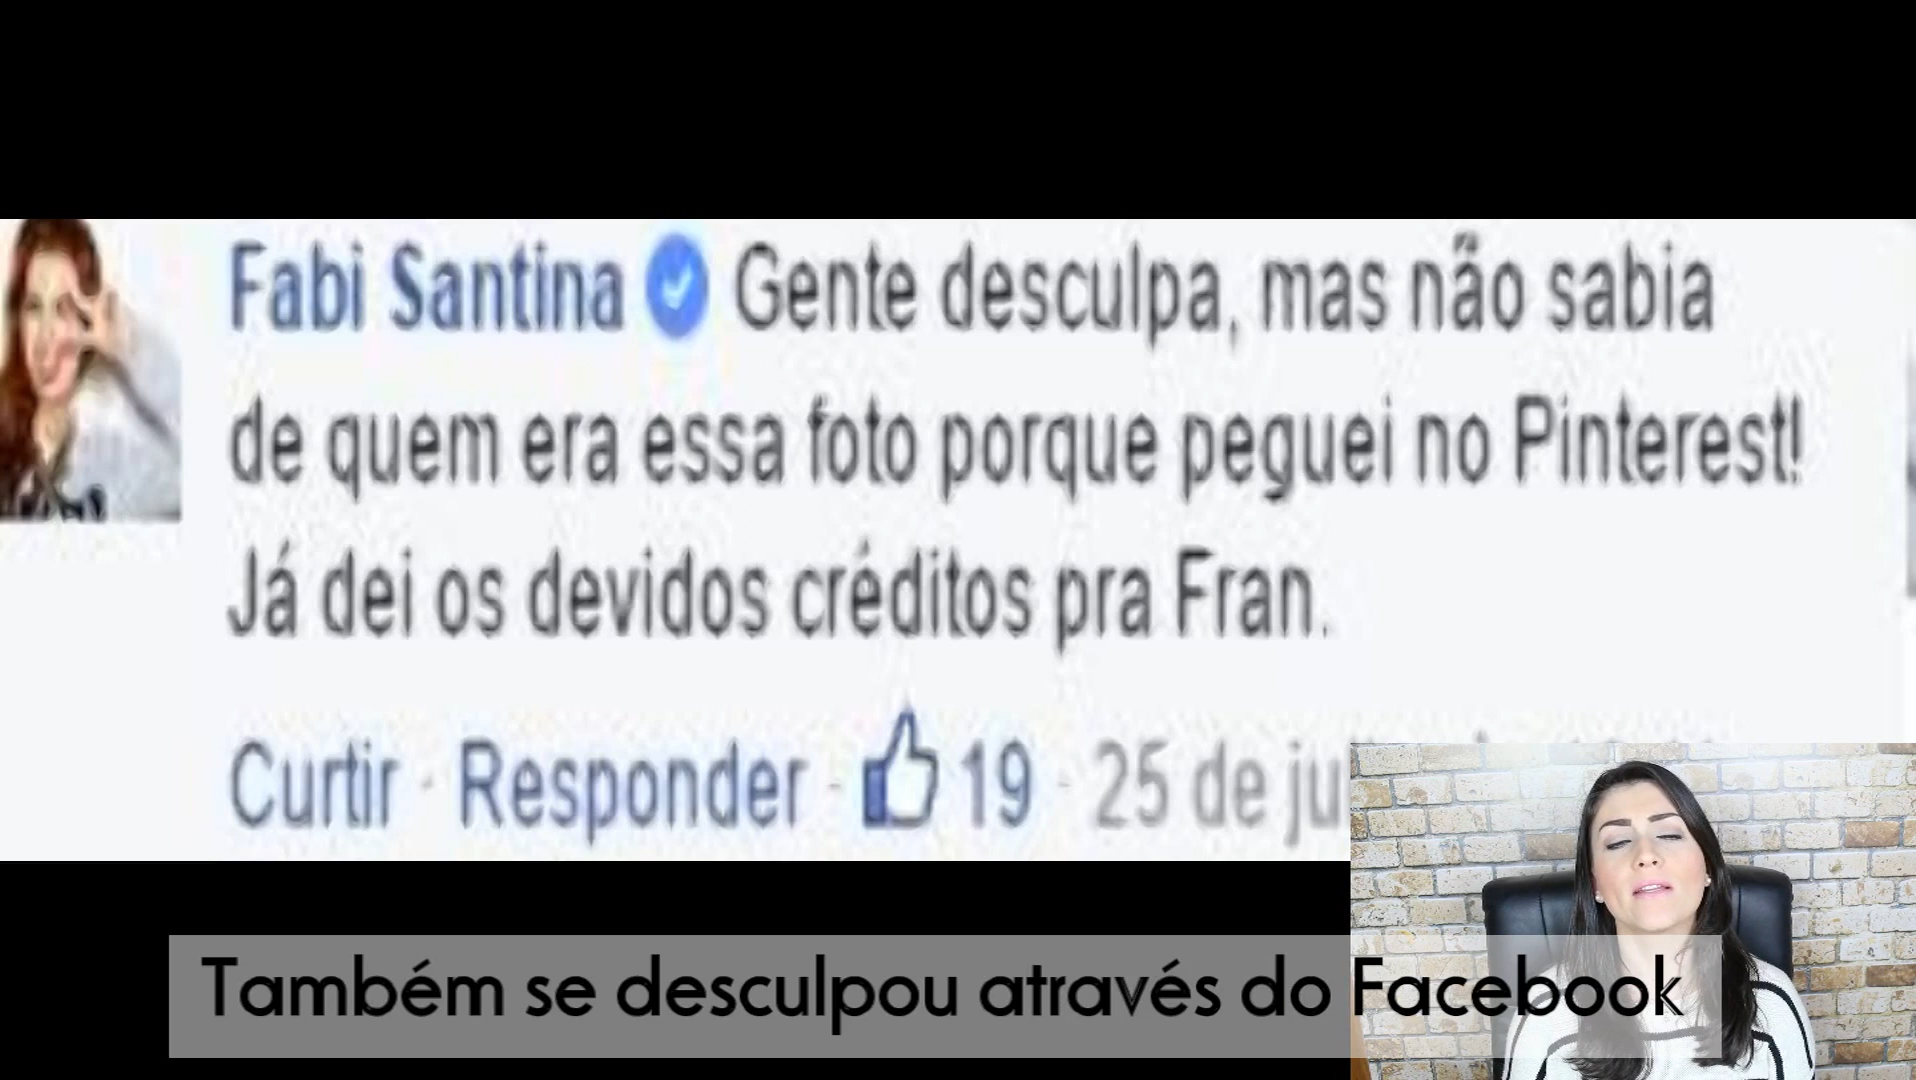 Fabi Santina Gente desculpa, mas não sabia
de quem era essa foto porque peguei no Pinterest!
Já dei os devidos créditos pra Fran.
Curtir · Responder · 19 · 25 de
Também se desculpou através do Facebook